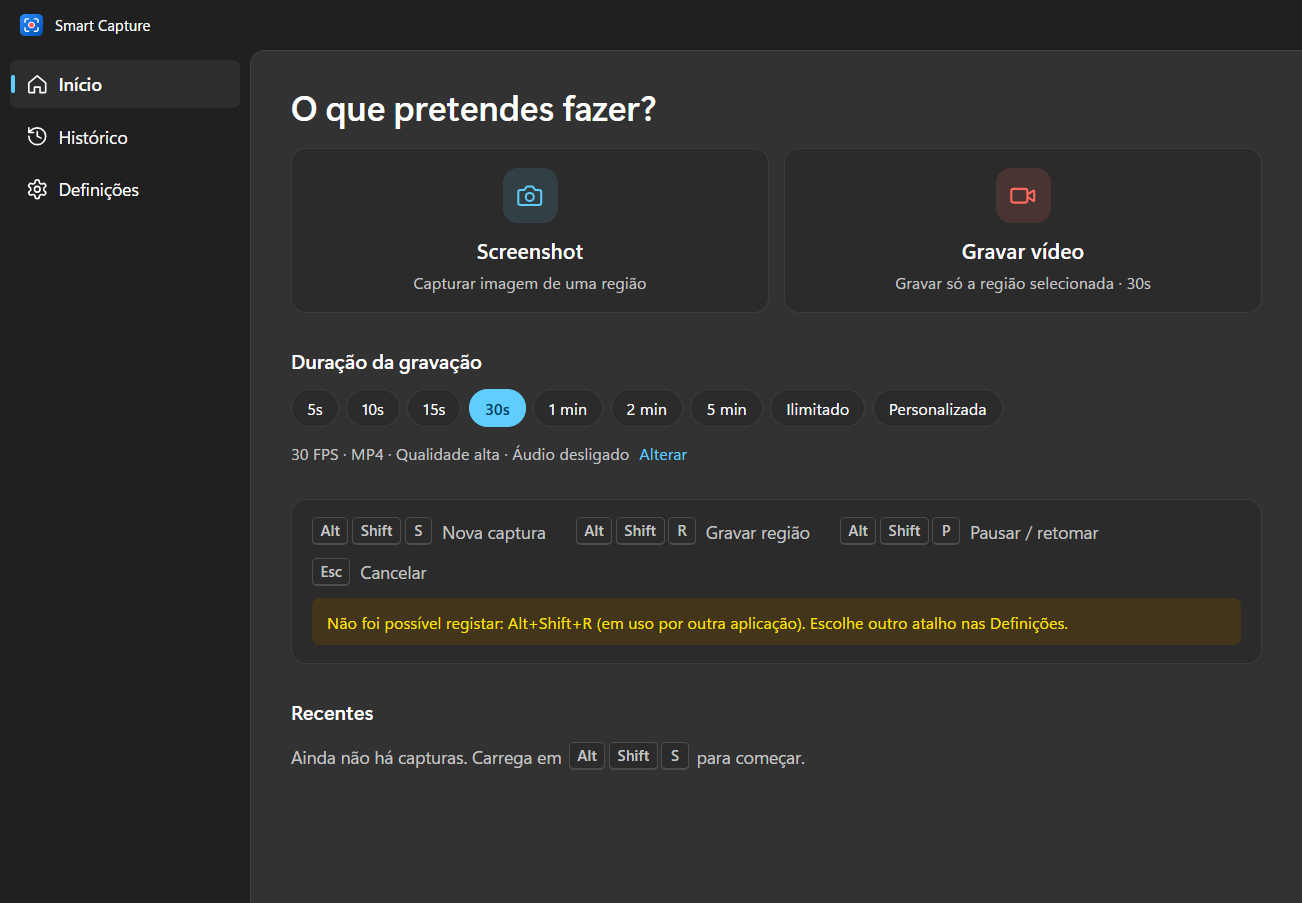 Smart Capture
Início
Histórico
Definições
O que pretendes fazer?
Screenshot
Capturar imagem de uma região
Gravar vídeo
Gravar só a região selecionada · 30s
Duração da gravação
5s 10s 15s 30s 1 min 2 min 5 min Ilimitado Personalizada
30 FPS · MP4 · Qualidade alta · Áudio desligado Alterar
Alt Shift S Nova captura Alt Shift R Gravar região Alt Shift P Pausar / retomar
Esc Cancelar
Não foi possível registar: Alt+Shift+R (em uso por outra aplicação). Escolhe outro atalho nas Definições.
Recentes
Ainda não há capturas. Carrega em Alt Shift S para começar.